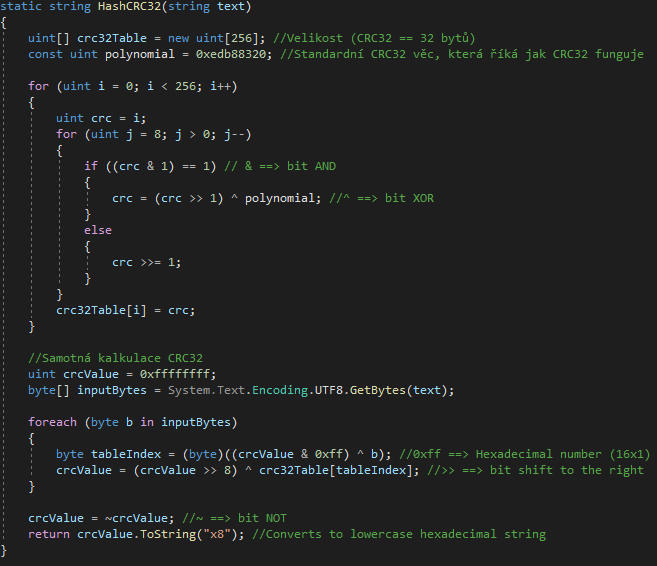 static string HashCRC32(string text)
{
    uint[] crc32Table = new uint[256]; //Velikost (CRC32 == 32 bytů)
    const uint polynomial = 0xedb88320; //Standardní CRC32 věc, která říká jak CRC32 funguje

    for (uint i = 0; i < 256; i++)
    {
        uint crc = i;
        for (uint j = 8; j > 0; j--)
        {
            if ((crc & 1) == 1) // & ==> bit AND
            {
                crc = (crc >> 1) ^ polynomial; //^ ==> bit XOR
            }
            else
            {
                crc >>= 1;
            }
        }
        crc32Table[i] = crc;
    }

    //Samotná kalkulace CRC32
    uint crcValue = 0xffffffff;
    byte[] inputBytes = System.Text.Encoding.UTF8.GetBytes(text);

    foreach (byte b in inputBytes)
    {
        byte tableIndex = (byte)((crcValue & 0xff) ^ b); //0xff ==> Hexadecimal number (16x1)
        crcValue = (crcValue >> 8) ^ crc32Table[tableIndex]; //>> ==> bit shift to the right
    }

    crcValue = ~crcValue; //~ ==> bit NOT
    return crcValue.ToString("x8"); //Converts to lowercase hexadecimal string
}